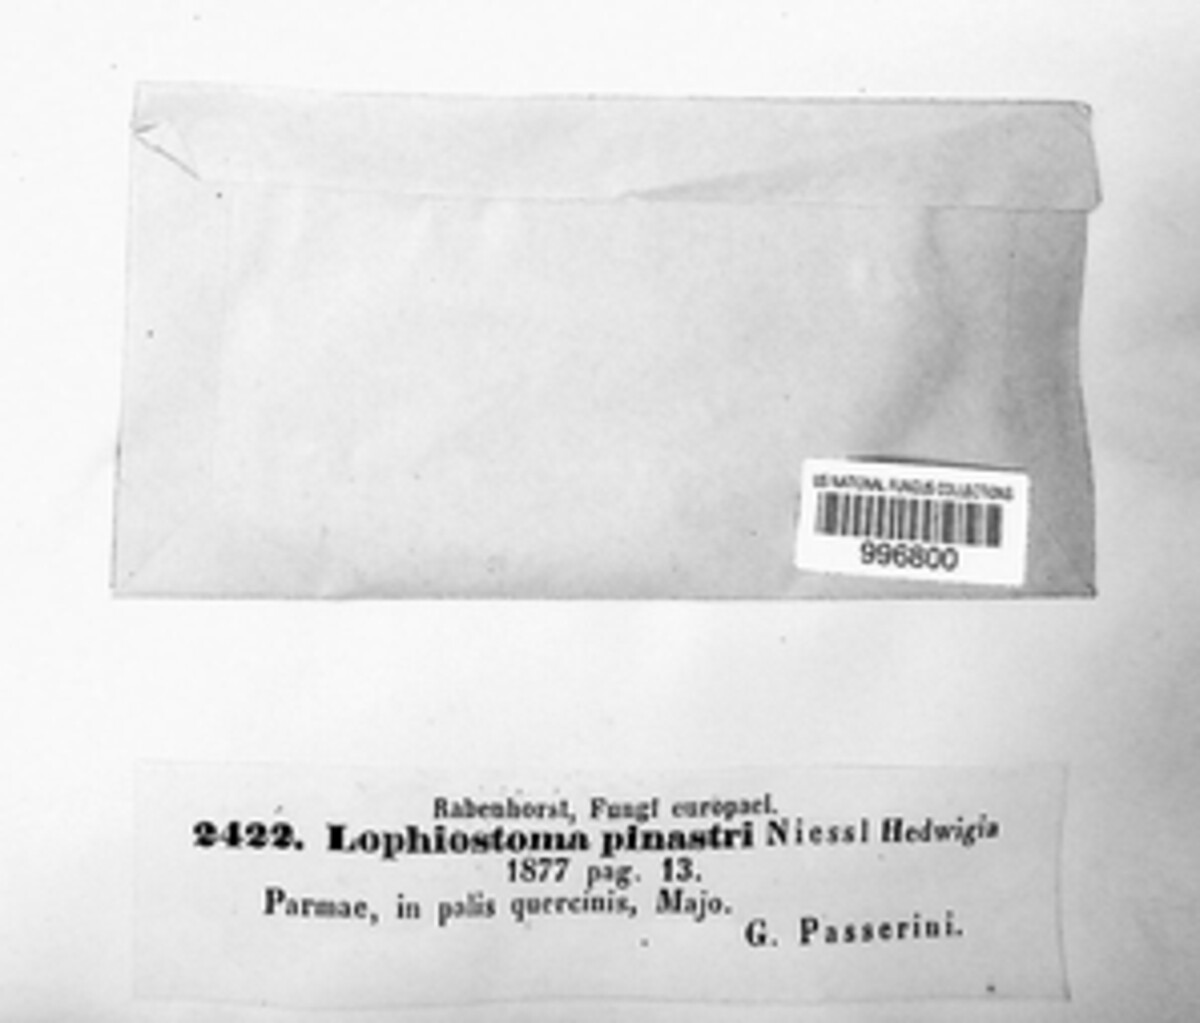 US NATIONAL FUNGUS COLLECTIONS
996800
Rabenhorst, Fungi europaei.
2422. Lophiostoma pinastri Niessl Hedwigia
1877 pag. 13.
Parmae, in palis quercinis, Majo.
G. Passerini.